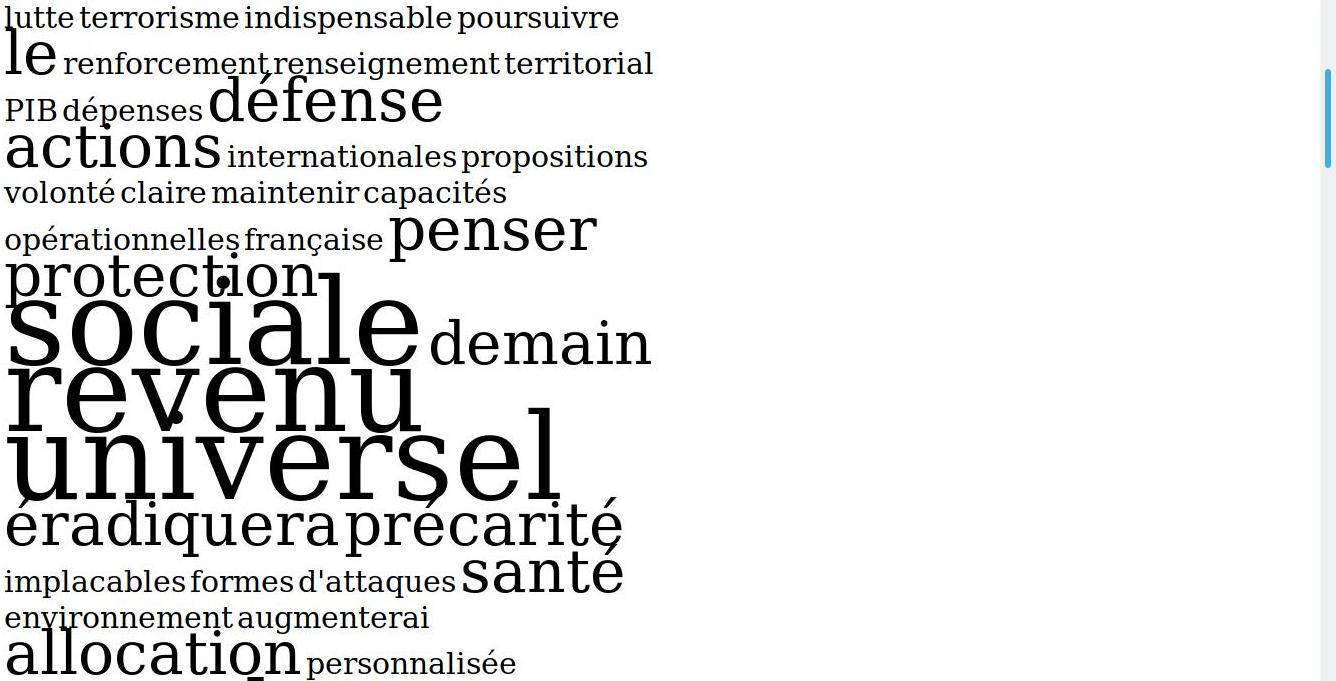 lutte terrorisme indispensable poursuivre
le renforcement renseignement territorial
PIB dépenses défense
actions internationales propositions
volonté claire maintenir capacités
opérationnelles française penser
protection
sociale demain
revenu
universel
éradiquera précarité
implacables formes d'attaques santé
environnement augmenterai
allocation personnalisée